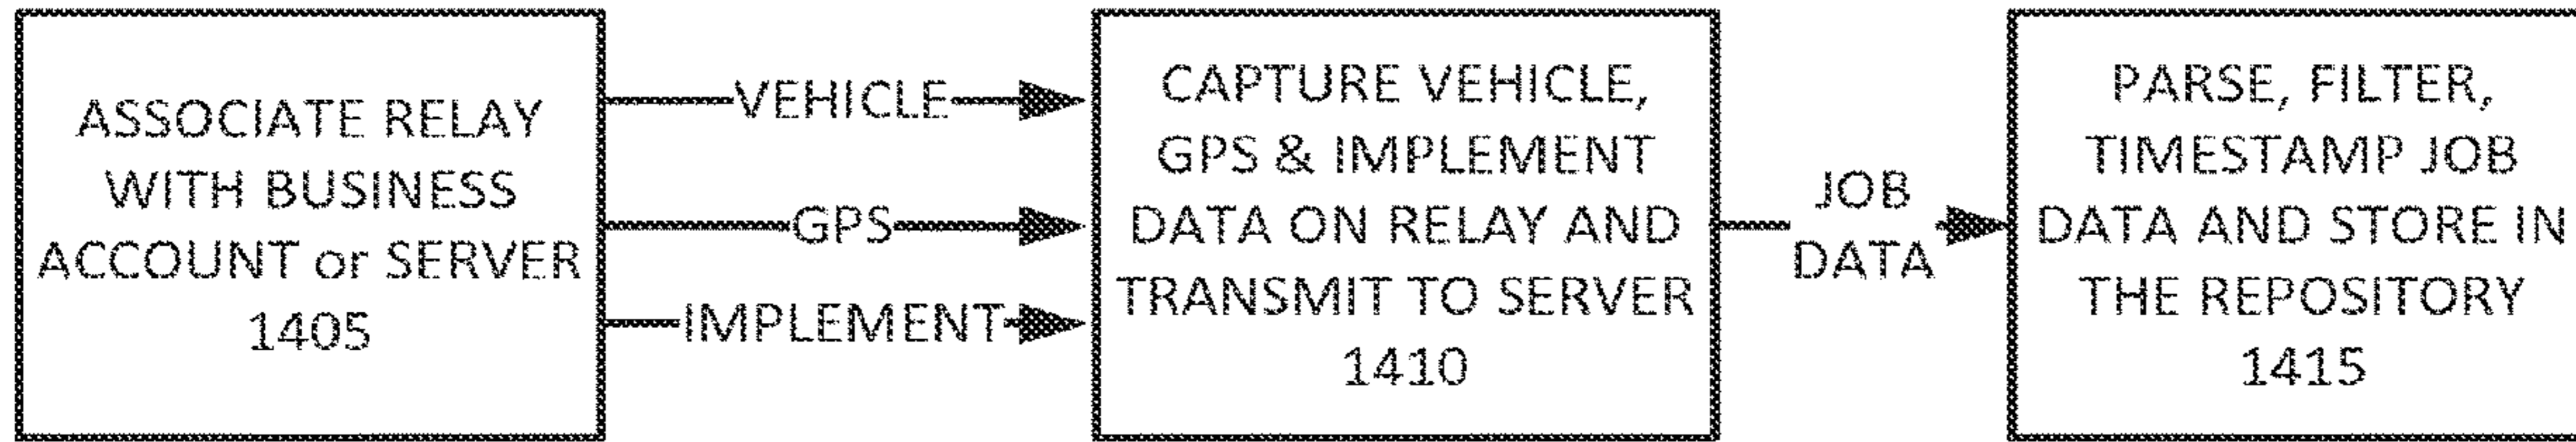 ASSOCIATE RELAY
WITH BUSINESS
ACCOUNT or SERVER
1405
VEHICLE
GPS
IMPLEMENT
CAPTURE VEHICLE,
GPS & IMPLEMENT
DATA ON RELAY AND
TRANSMIT TO SERVER
1410
JOB
DATA
PARSE, FILTER,
TIMESTAMP JOB
DATA AND STORE IN
THE REPOSITORY
1415